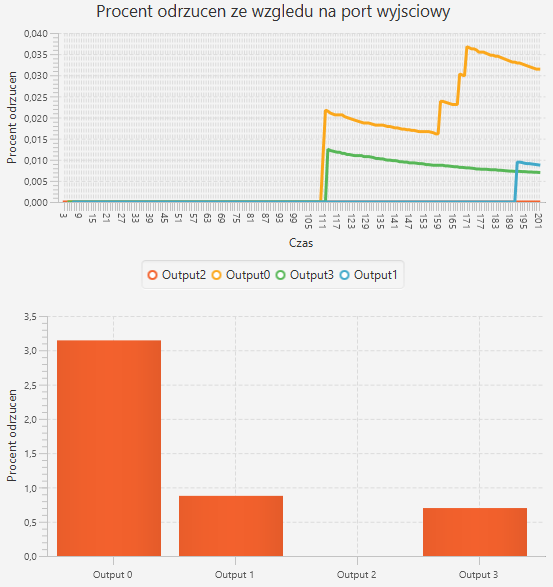 Procent odrzucen ze wzgledu na port wyjsciowy
Procent odrzucen
0,040
0,035
0,030
0,025
0,020
0,015
0,010
0,005
0,000
3 9 15 21 27 33 39 45 51 57 63 69 75 81 87 93 99 105 111 117 123 129 135 141 147 153 159 165 171 177 183 189 195 201
Czas
Output2 Output0 Output3 Output1
Procent odrzucen
3,5
3,0
2,5
2,0
1,5
1,0
0,5
0,0
Output 0 Output 1 Output 2 Output 3